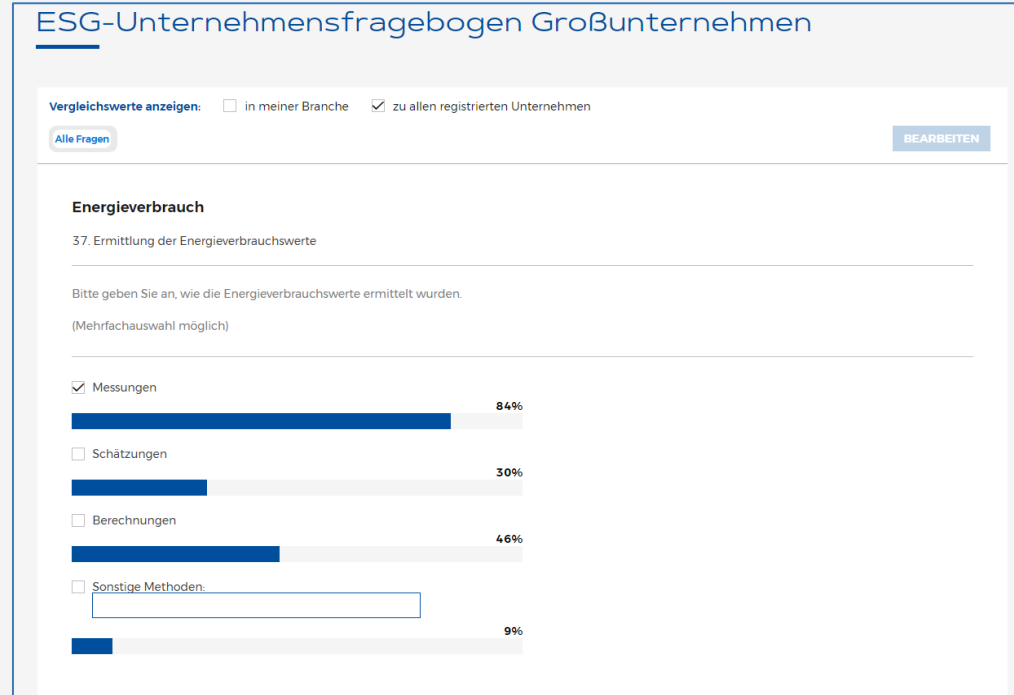 ESG-Unternehmensfragebogen Großunternehmen
Vergleichswerte anzeigen: in meiner Branche zu allen registrierten Unternehmen
Alle Fragen BEARBEITEN
Energieverbrauch
37. Ermittlung der Energieverbrauchswerte
Bitte geben Sie an, wie die Energieverbrauchswerte ermittelt wurden.
(Mehrfachauswahl möglich)
Messungen
84%
Schätzungen
30%
Berechnungen
46%
Sonstige Methoden:
9%